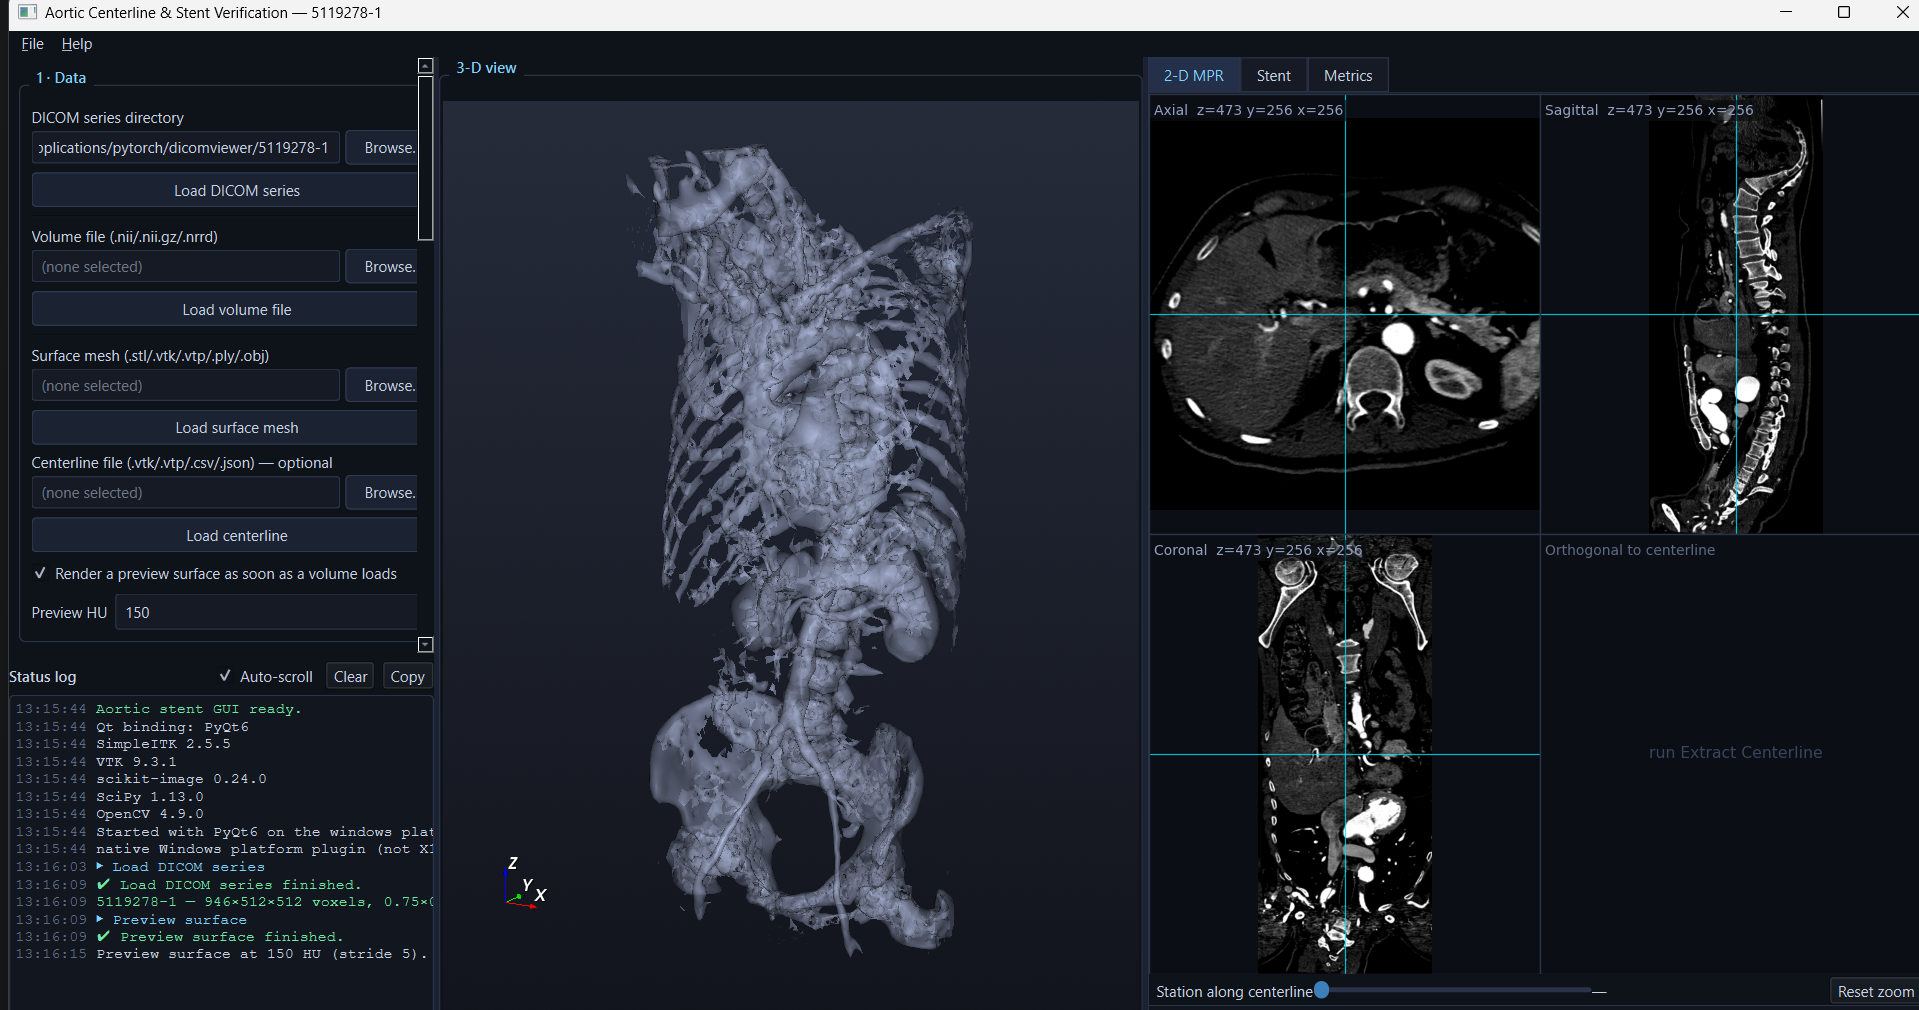 Aortic Centerline & Stent Verification — 5119278-1
File Help
1 · Data
DICOM series directory
pplications/pytorch/dicomviewer/5119278-1 Browse.
Load DICOM series
Volume file (.nii/.nii.gz/.nrrd)
(none selected) Browse.
Load volume file
Surface mesh (.stl/.vtk/.vtp/.ply/.obj)
(none selected) Browse.
Load surface mesh
Centerline file (.vtk/.vtp/.csv/.json) — optional
(none selected) Browse.
Load centerline
✓ Render a preview surface as soon as a volume loads
Preview HU 150
Status log ✓ Auto-scroll Clear Copy
13:15:44 Aortic stent GUI ready.
13:15:44 Qt binding: PyQt6
13:15:44 SimpleITK 2.5.5
13:15:44 VTK 9.3.1
13:15:44 scikit-image 0.24.0
13:15:44 SciPy 1.13.0
13:15:44 OpenCV 4.9.0
13:15:44 Started with PyQt6 on the windows plat
13:15:44 native Windows platform plugin (not X1
13:16:03 ▸ Load DICOM series
13:16:09 ✔ Load DICOM series finished.
13:16:09 5119278-1 — 946×512×512 voxels, 0.75×0
13:16:09 ▸ Preview surface
13:16:09 ✔ Preview surface finished.
13:16:15 Preview surface at 150 HU (stride 5).
3-D view
Z
Y
X
2-D MPR Stent Metrics
Axial z=473 y=256 x=256
Sagittal z=473 y=256 x=256
Coronal z=473 y=256 x=256
Orthogonal to centerline
run Extract Centerline
Station along centerline — Reset zoom